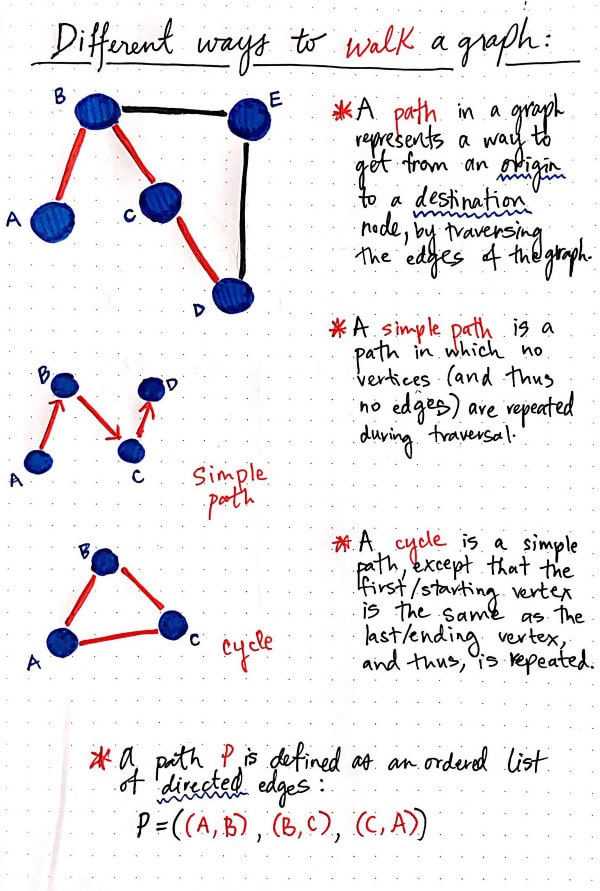 Different ways to walk a graph:
B
E
A
C
D
* A path in a graph
represents a way to
get from an origin
to a destination
node, by traversing
the edges of the graph.
* A simple path is a
path in which no
vertices (and thus
no edges) are repeated
during traversal.
B
D
A
C
Simple
path
* A cycle is a simple
path, except that the
first/starting vertex
is the same as the
last/ending vertex,
and thus, is repeated.
B
A
C
cycle
* A path P, is defined as an ordered list
of directed edges:
P=((A,B), (B,C), (C,A))